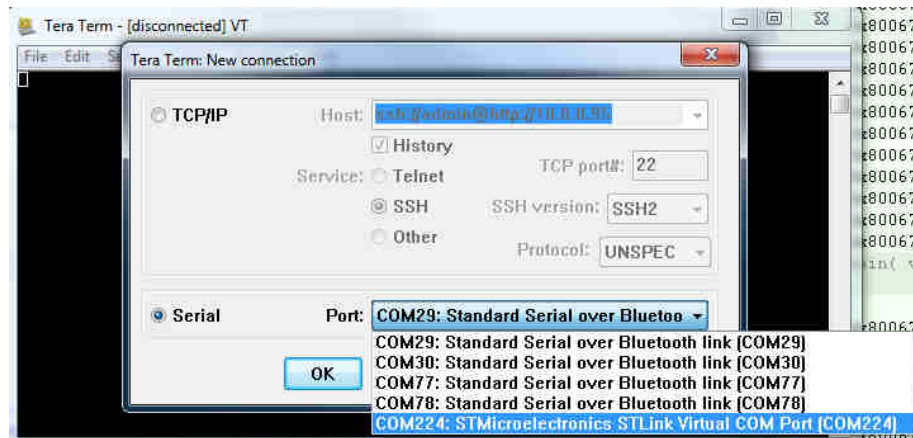 Tera Term - [disconnected] VT
File Edit
Tera Term: New connection
TCP/IP
Host:
History
Service:
Telnet
TCP port#: 22
SSH
SSH version: SSH2
Other
Protocol: UNSPEC
Serial
Port: COM29: Standard Serial over Bluetoo
COM29: Standard Serial over Bluetooth link (COM29)
COM30: Standard Serial over Bluetooth link (COM30)
COM77: Standard Serial over Bluetooth link (COM77)
COM78: Standard Serial over Bluetooth link (COM78)
COM224: STMicroelectronics STLink Virtual COM Port (COM224)
OK